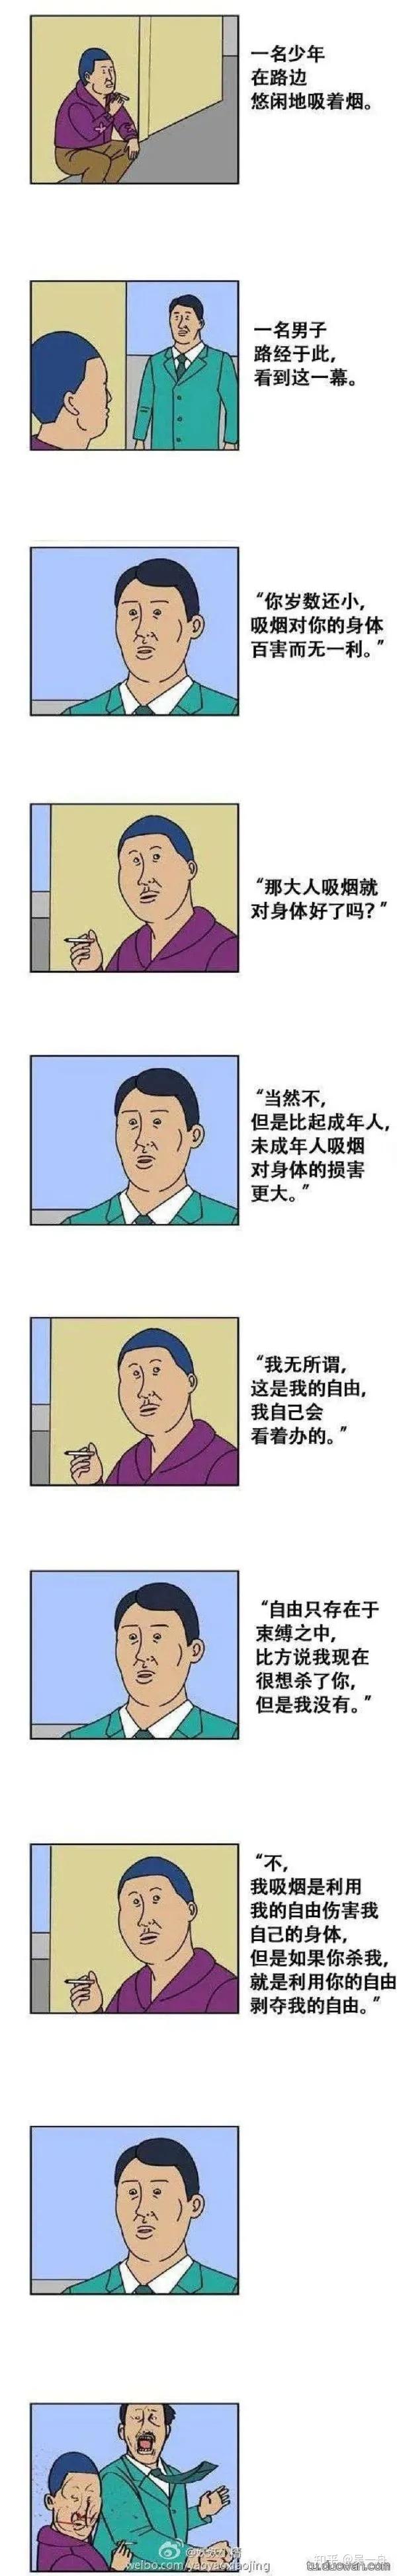 一名少年
在路边
悠闲地吸着烟。
一名男子
路经于此，
看到这一幕。
“你岁数还小，
吸烟对你的身体
百害而无一利。”
“那大人吸烟就
对身体好了吗？”
“当然不，
但是比起成年人，
未成年人吸烟
对身体的损害
更大。”
“我无所谓，
这是我的自由，
我自己会
看着办的。”
“自由只存在于
束缚之中，
比方说我现在
很想杀了你，
但是我没有。”
“不，
我吸烟是利用
我的自由伤害我
自己的身体，
但是如果你杀我，
就是利用你的自由
剥夺我的自由。”
weibo.com/yaoyaoxiaojing
tu.duowan.com